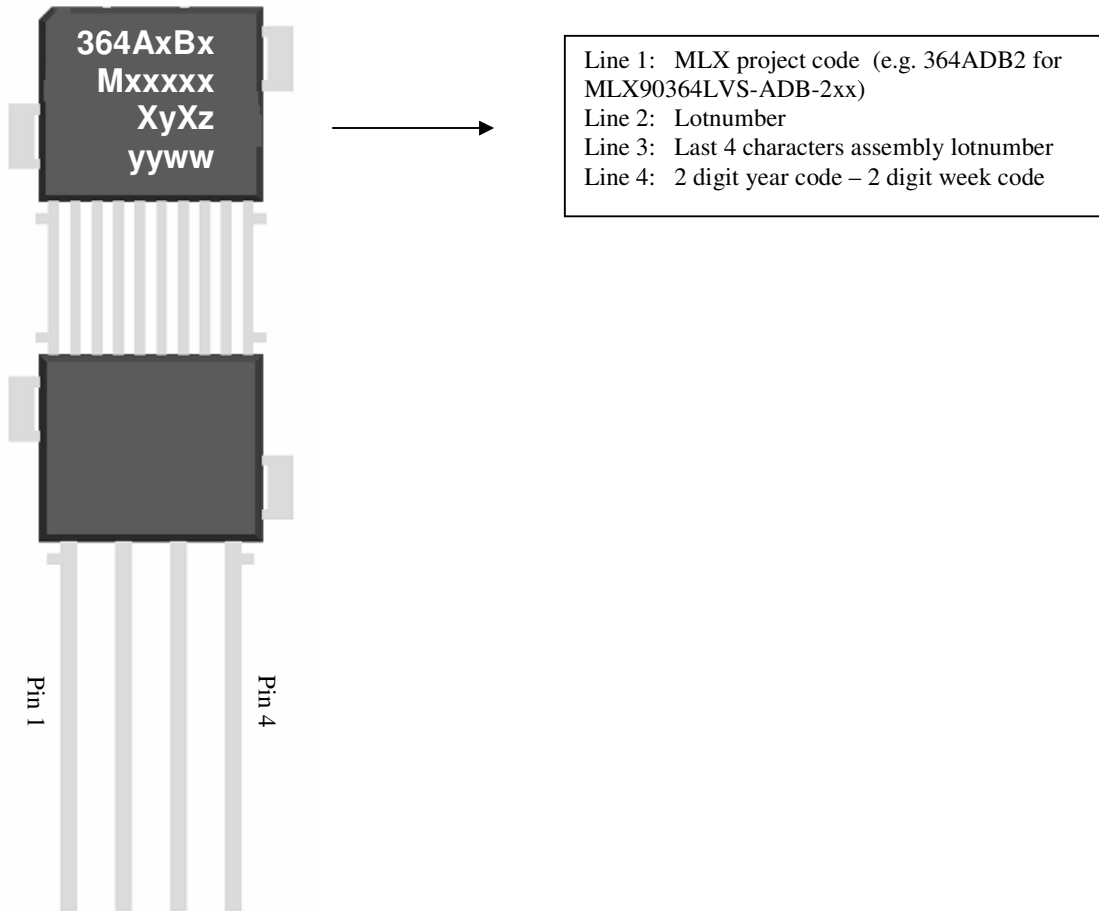 364AxBx
Mxxxxx
XyXz
yyww
Line 1: MLX project code (e.g. 364ADB2 for
MLX90364LVS-ADB-2xx)
Line 2: Lotnumber
Line 3: Last 4 characters assembly lotnumber
Line 4: 2 digit year code – 2 digit week code
Pin 1
Pin 4